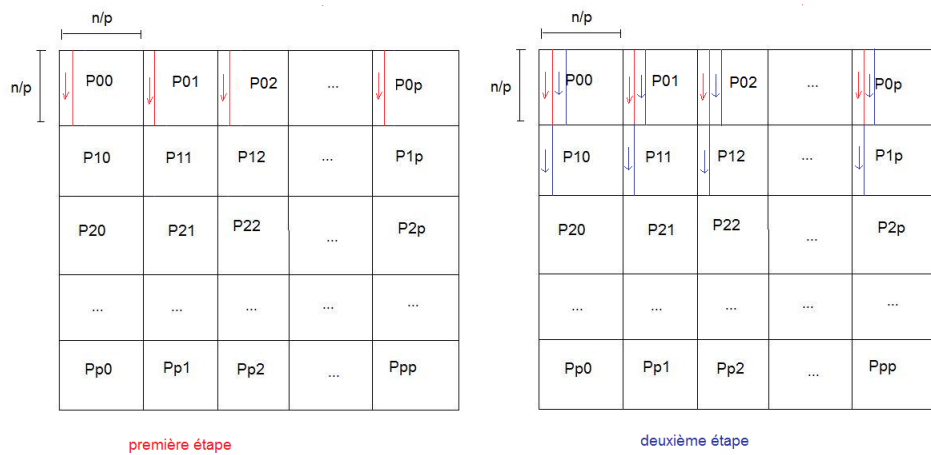 n/p
n/p
P00 P01 P02 ... P0p
P10 P11 P12 ... P1p
P20 P21 P22 ... P2p
... ... ... ... ...
Pp0 Pp1 Pp2 ... Ppp
première étape
n/p
n/p
P00 P01 P02 ... P0p
P10 P11 P12 ... P1p
P20 P21 P22 ... P2p
... ... ... ... ...
Pp0 Pp1 Pp2 ... Ppp
deuxième étape